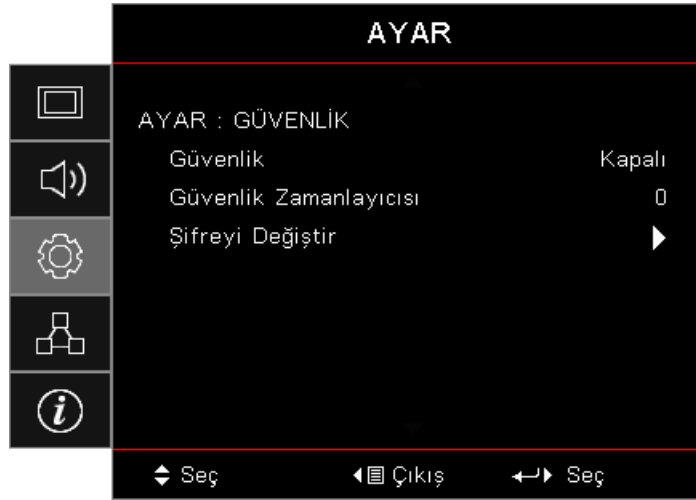 AYAR
AYAR : GÜVENLİK
Güvenlik Kapalı
Güvenlik Zamanlayıcısı 0
Şifreyi Değiştir
Seç Çıkış Seç